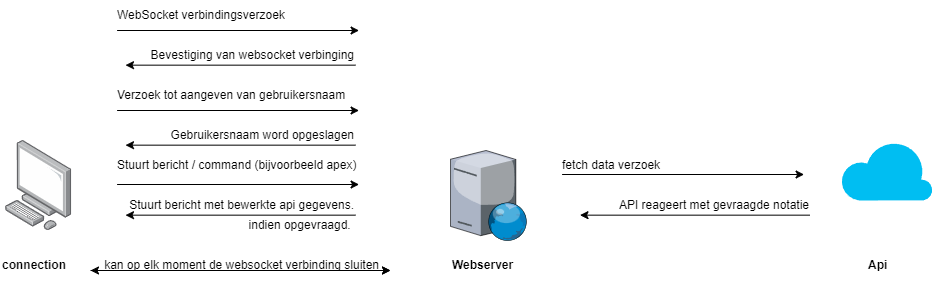 WebSocket verbindingsverzoek
Bevestiging van websocket verbinging
Verzoek tot aangeven van gebruikersnaam
Gebruikersnaam word opgeslagen
Stuurt bericht / command (bijvoorbeeld apex)
fetch data verzoek
Stuurt bericht met bewerkte api gegevens.
indien opgevraagd.
API reageert met gevraagde notatie
connection
kan op elk moment de websocket verbinding sluiten
Webserver
Api